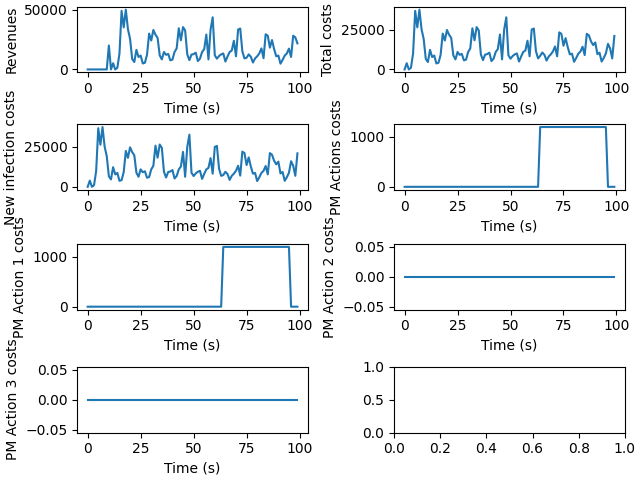 Revenues
50000
0
0 25 50 75 100
Time (s)
Total costs
25000
0
0 25 50 75 100
Time (s)
New infection costs
25000
0
0 25 50 75 100
Time (s)
PM Actions costs
1000
0
0 25 50 75 100
Time (s)
PM Action 1 costs
1000
0
0 25 50 75 100
Time (s)
PM Action 2 costs
0.05
0.00
−0.05
0 25 50 75 100
Time (s)
PM Action 3 costs
0.05
0.00
−0.05
0 25 50 75 100
Time (s)
1.0
0.5
0.0
0.0 0.2 0.4 0.6 0.8 1.0